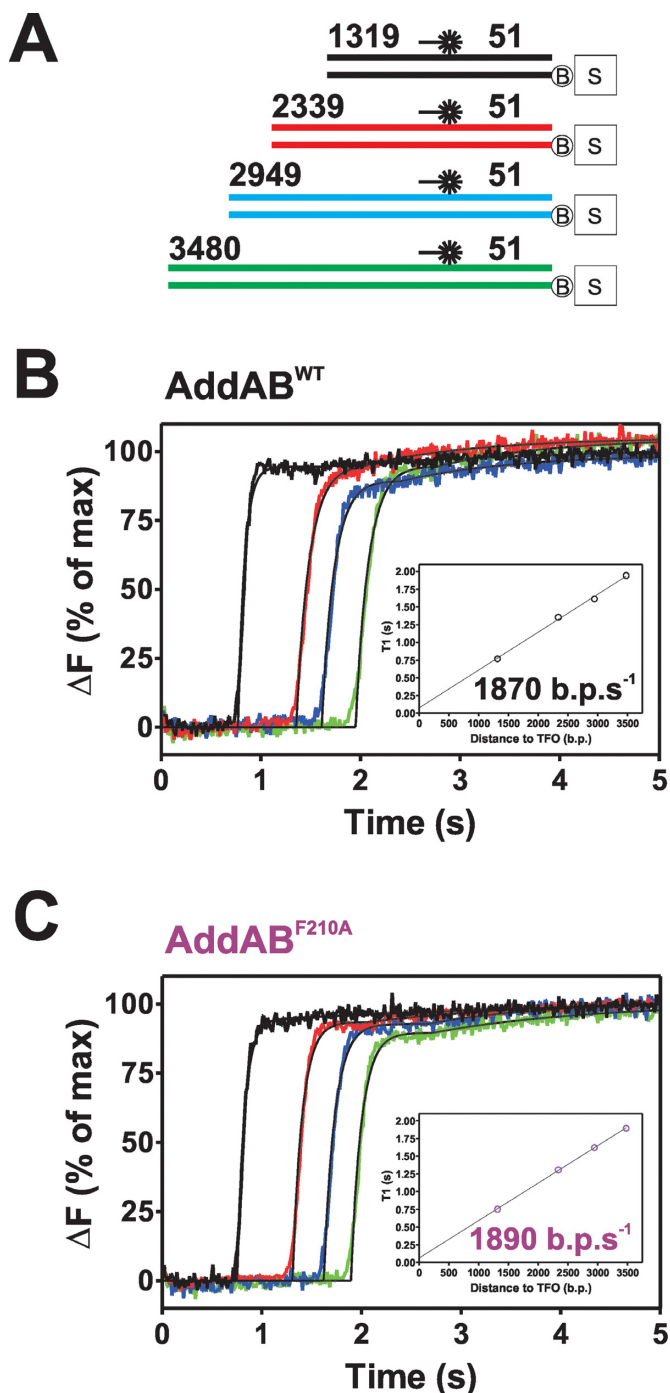 A
1319 51
B S
2339 51
B S
2949 51
B S
3480 51
B S
B
AddAB^WT
ΔF (% of max)
100
75
50
25
0
0 1 2 3 4 5
Time (s)
T1 (s)
2.00
1.75
1.50
1.25
1.00
0.75
0.50
0.25
0.00
0 500 1000 1500 2000 2500 3000 3500
Distance to TFO (b.p.)
1870 b.p.s⁻¹
C
AddAB^F210A
ΔF (% of max)
100
75
50
25
0
0 1 2 3 4 5
Time (s)
T1 (s)
2.00
1.75
1.50
1.25
1.00
0.75
0.50
0.25
0.00
0 500 1000 1500 2000 2500 3000 3500
Distance to TFO (b.p.)
1890 b.p.s⁻¹